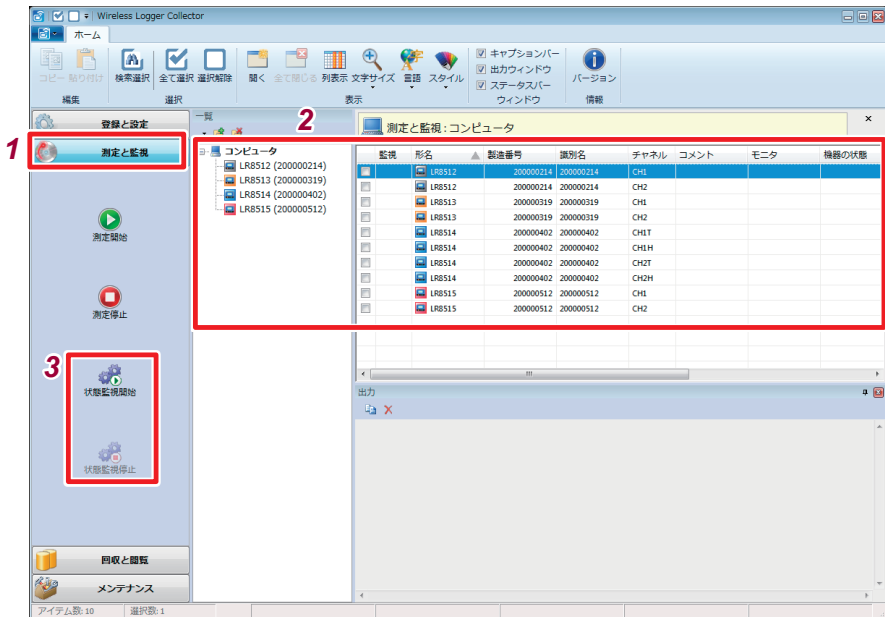 Wireless Logger Collector
ホーム
コピー 貼り付け 検索選択 全て選択 選択解除 開く 全て閉じる 列表示 文字サイズ 言語 スタイル
キャプションバー
出力ウィンドウ
ステータスバー
バージョン
編集 選択 表示 ウィンドウ 情報
登録と設定
一覧
2
測定と監視:コンピュータ
1
測定と監視
コンピュータ
LR8512 (200000214)
LR8513 (200000319)
LR8514 (200000402)
LR8515 (200000512)
監視 形名 製造番号 識別名 チャネル コメント モニタ 機器の状態
LR8512 200000214 200000214 CH1
LR8512 200000214 200000214 CH2
LR8513 200000319 200000319 CH1
LR8513 200000319 200000319 CH2
LR8514 200000402 200000402 CH1T
LR8514 200000402 200000402 CH1H
LR8514 200000402 200000402 CH2T
LR8514 200000402 200000402 CH2H
LR8515 200000512 200000512 CH1
LR8515 200000512 200000512 CH2
測定開始
測定停止
3
状態監視開始
状態監視停止
出力
回収と閲覧
メンテナンス
アイテム数: 10 選択数: 1